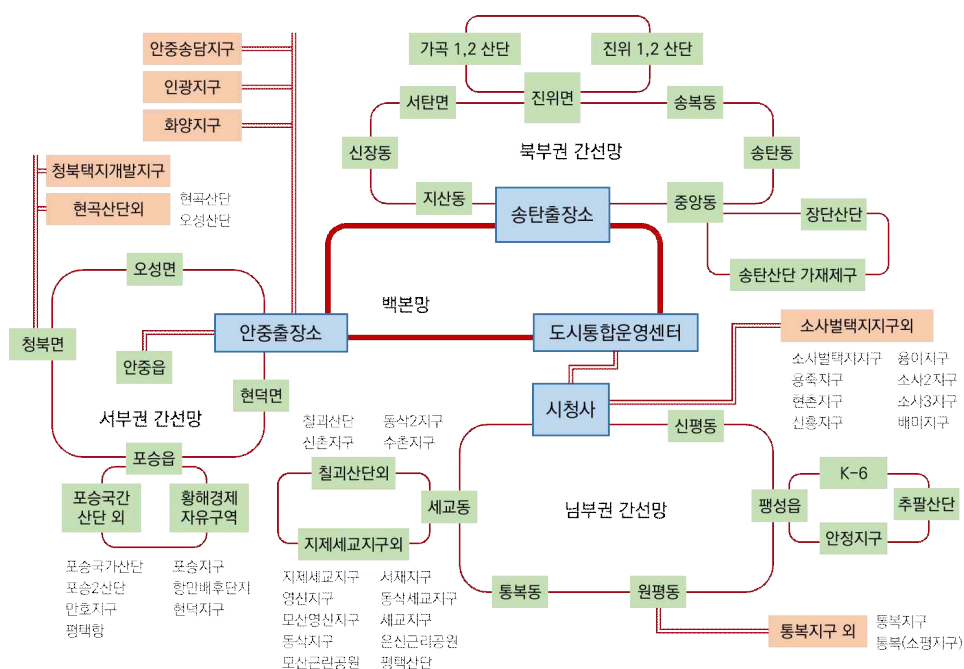 가곡 1,2 산단
진위 1,2 산단
안중송담지구
인광지구
화양지구
서탄면
진위면
송북동
신장동
북부권 간선망
송탄동
청북택지개발지구
현곡산단외
현곡산단
오성산단
지산동
송탄출장소
중앙동
장단산단
송탄산단 가재제구
오성면
백본망
청북면
안중출장소
도시통합운영센터
소사벌택지지구외
안중읍
현덕면
소사벌택지지구
용이지구
용죽지구
소사2지구
현촌지구
소사3지구
신흥지구
배미지구
서부권 간선망
시청사
칠괴산단
동삭2지구
신촌지구
수촌지구
신평동
포승읍
칠괴산단외
K-6
포승국간
산단 외
황해경제
자유구역
세교동
남부권 간선망
팽성읍
추팔산단
지제세교지구외
안정지구
포승국가산단
포승지구
포승2산단
항만배후단지
만호지구
현덕지구
평택항
지제세교지구
서재지구
영신지구
동삭세교지구
모산영신지구
세교지구
동삭지구
은신근리공원
모산근린공원
평택산단
통복동
원평동
통복지구 외
통복지구
통복(소평지구)